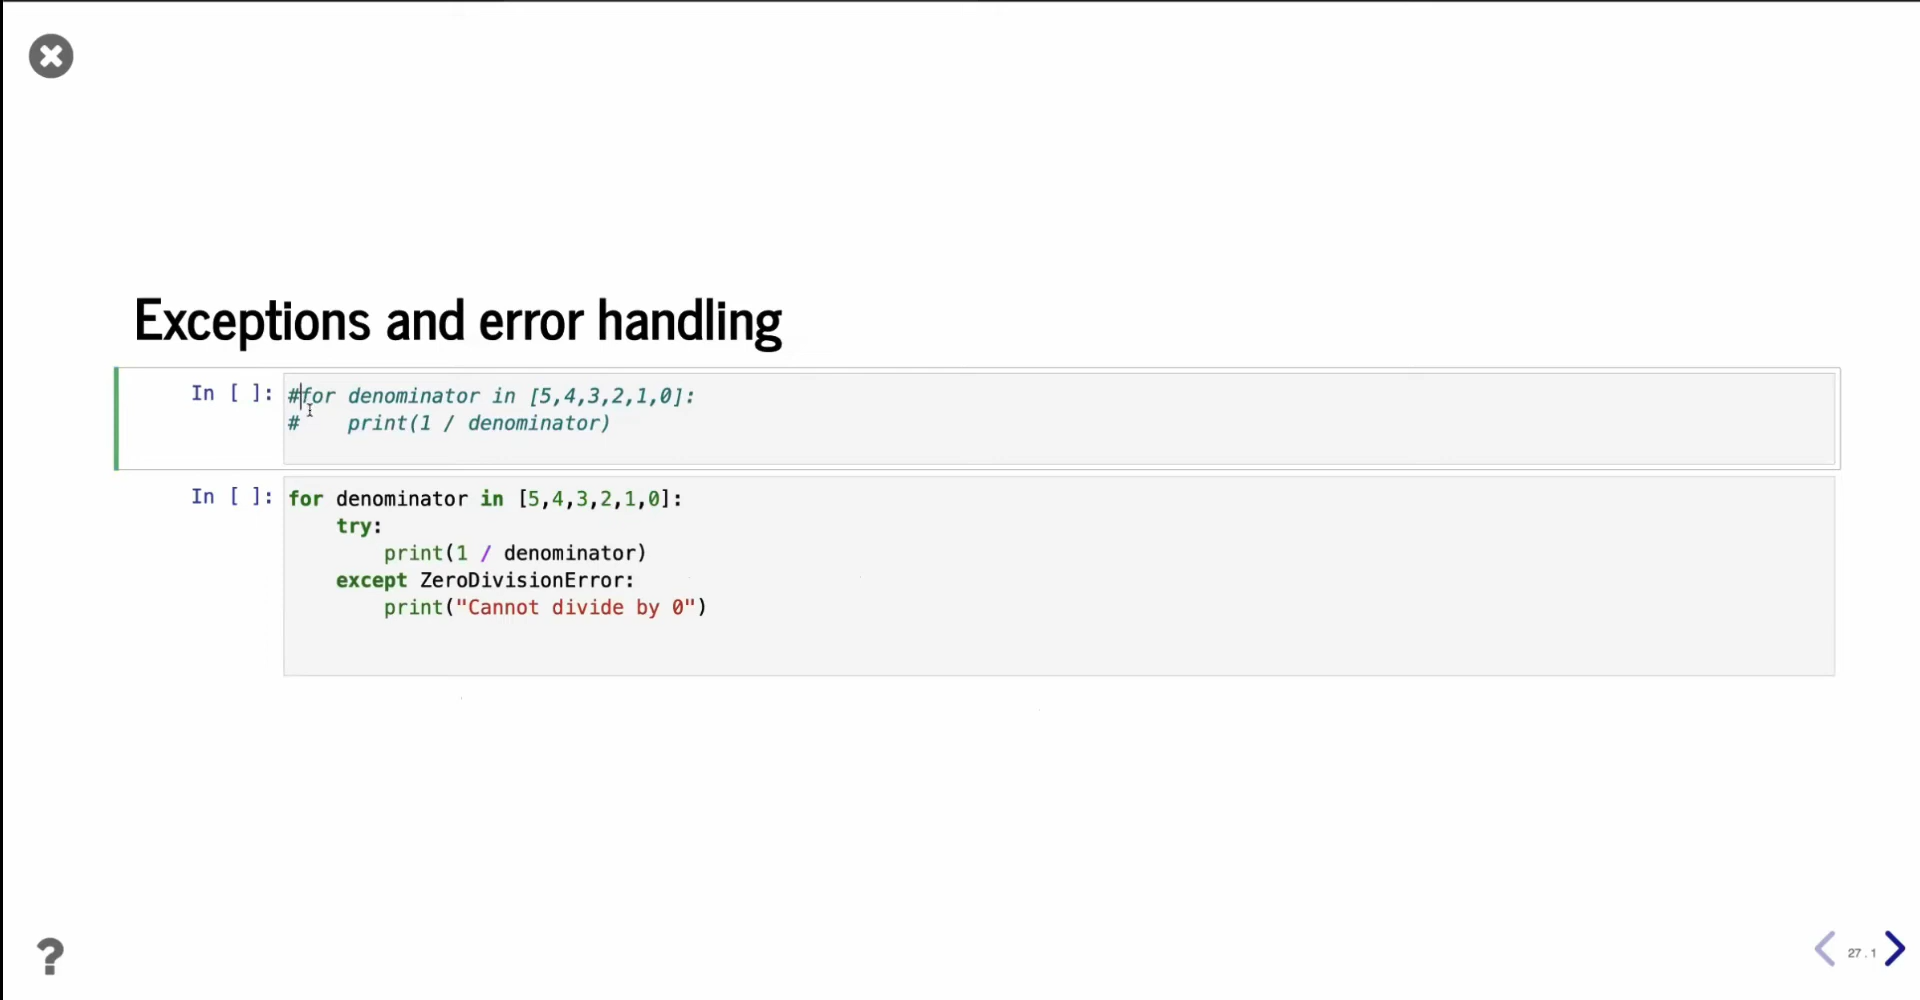 Exceptions and error handling
In [ ]: #for denominator in [5,4,3,2,1,0]:
#    print(1 / denominator)
In [ ]: for denominator in [5,4,3,2,1,0]:
    try:
        print(1 / denominator)
    except ZeroDivisionError:
        print("Cannot divide by 0")
?
27.1